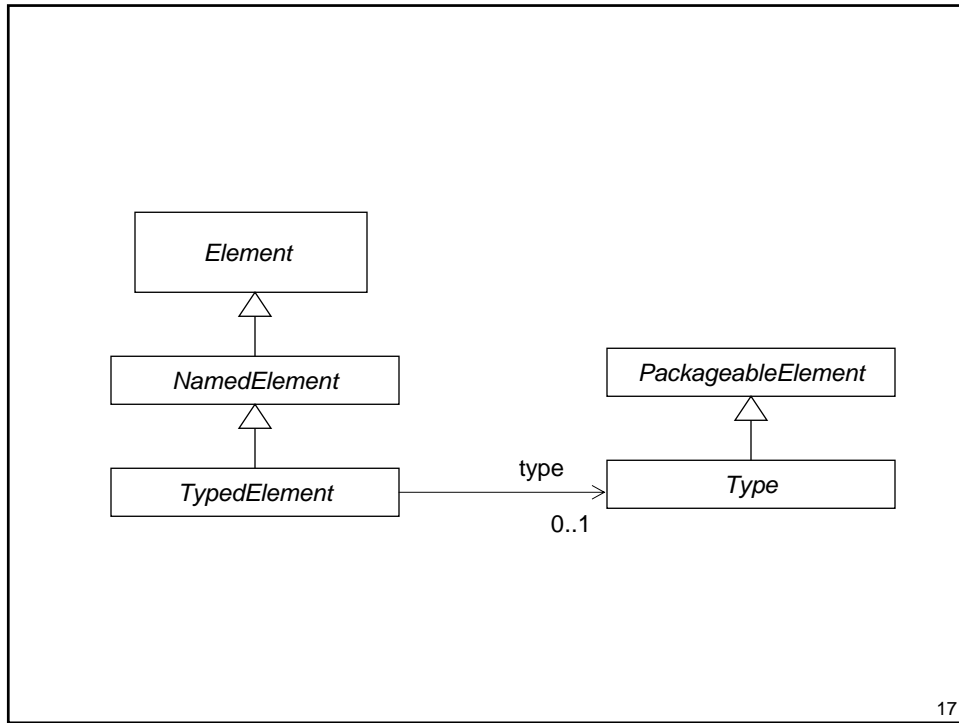 Element
NamedElement
PackageableElement
TypedElement
type
0..1
Type
17